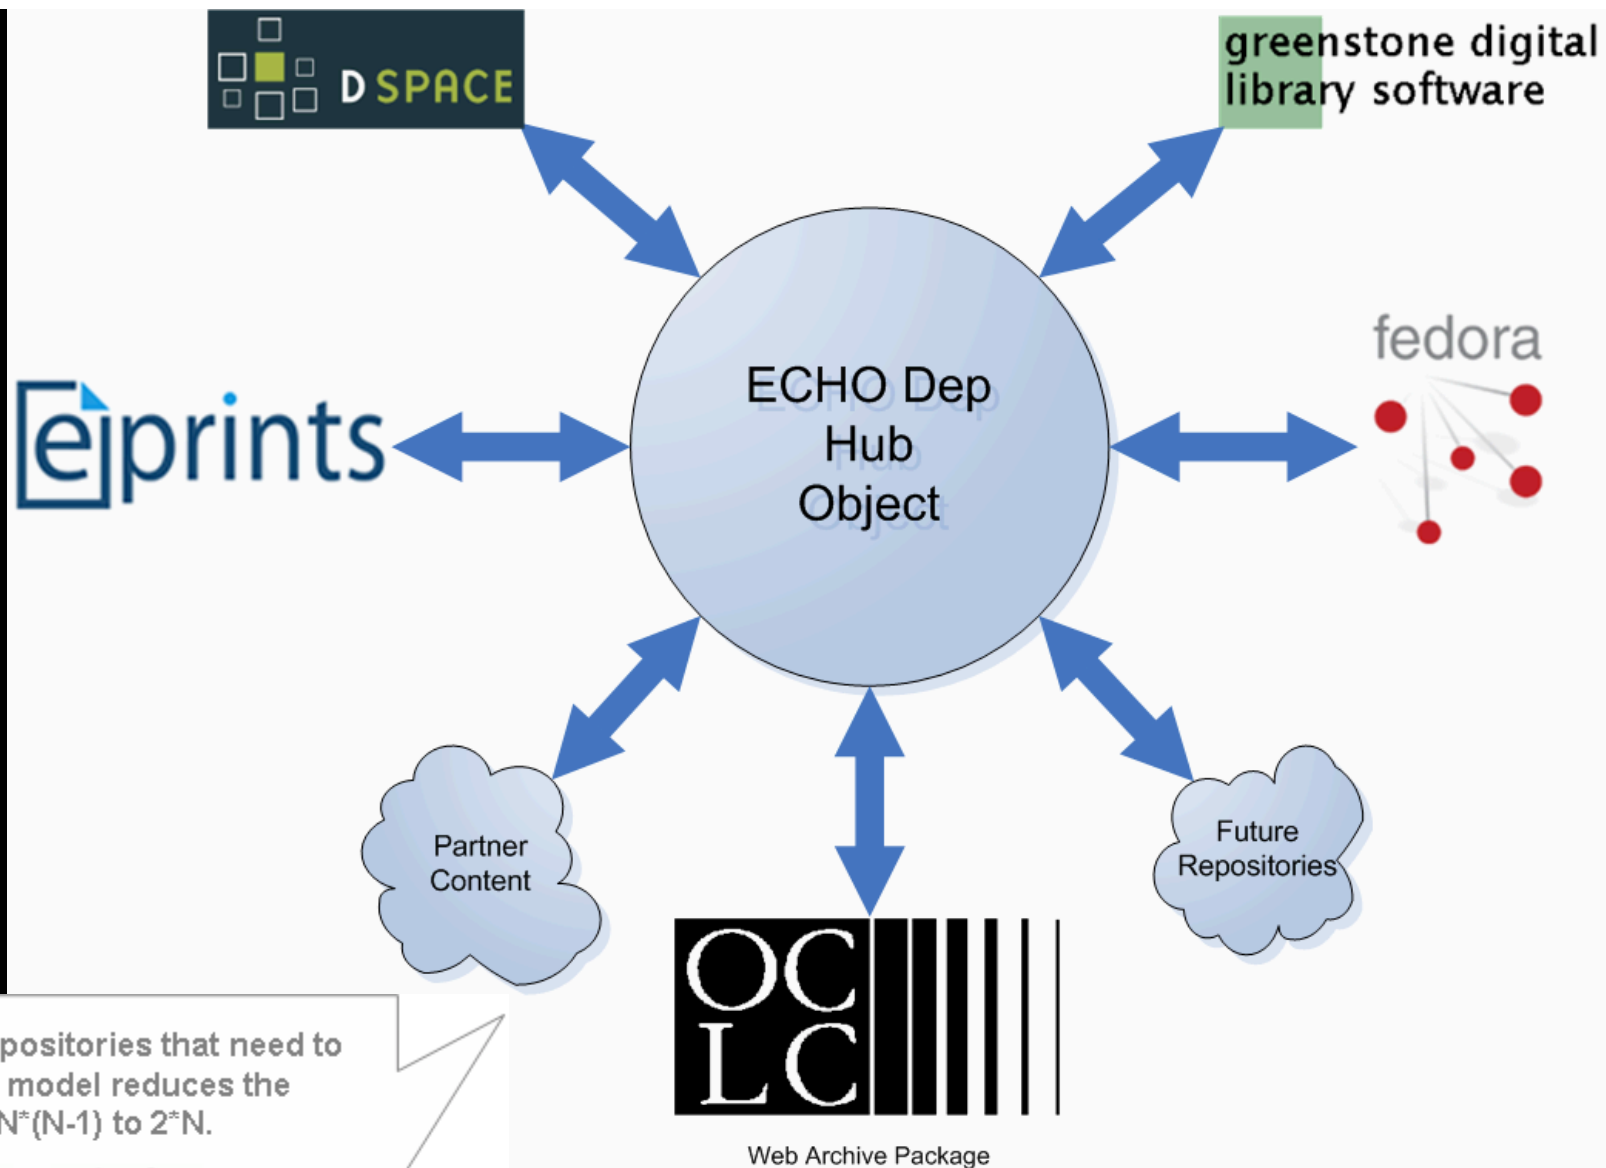 D SPACE
greenstone digital
library software
fedora
eprints
ECHO Dep
Hub
Object
Partner
Content
Future
Repositories
OC
LC
positories that need to
model reduces the
N*(N-1) to 2*N.
Web Archive Package